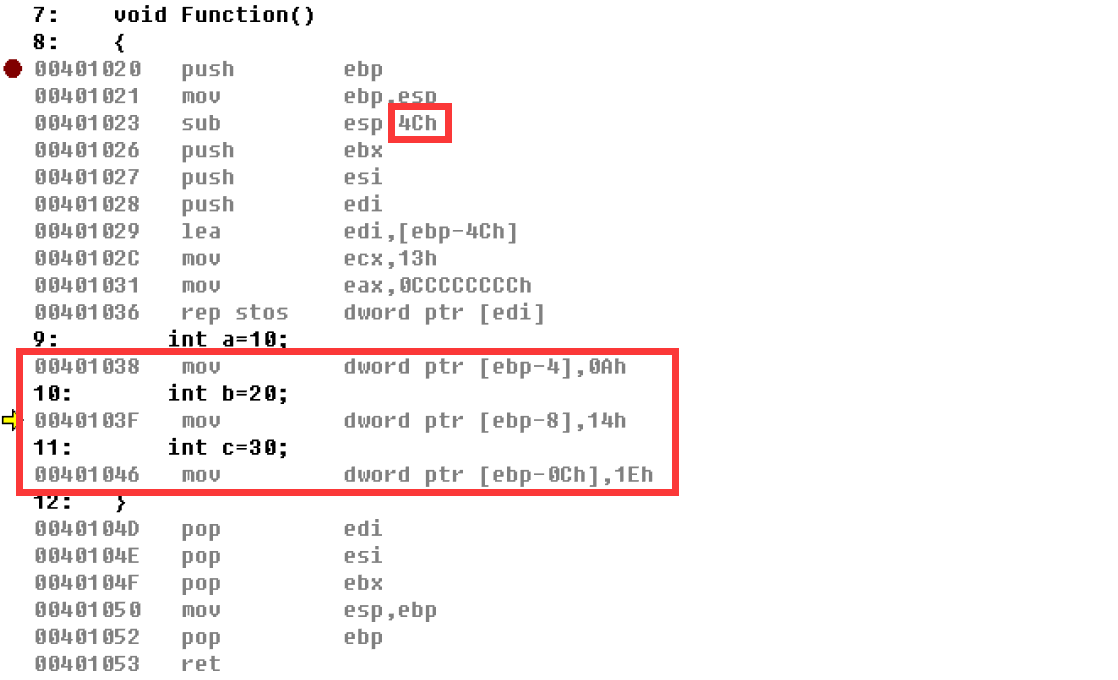 7: void Function()
8: {
00401020 push ebp
00401021 mov ebp,esp
00401023 sub esp,4Ch
00401026 push ebx
00401027 push esi
00401028 push edi
00401029 lea edi,[ebp-4Ch]
0040102C mov ecx,13h
00401031 mov eax,0CCCCCCCCh
00401036 rep stos dword ptr [edi]
9: int a=10;
00401038 mov dword ptr [ebp-4],0Ah
10: int b=20;
0040103F mov dword ptr [ebp-8],14h
11: int c=30;
00401046 mov dword ptr [ebp-0Ch],1Eh
12: }
0040104D pop edi
0040104E pop esi
0040104F pop ebx
00401050 mov esp,ebp
00401052 pop ebp
00401053 ret